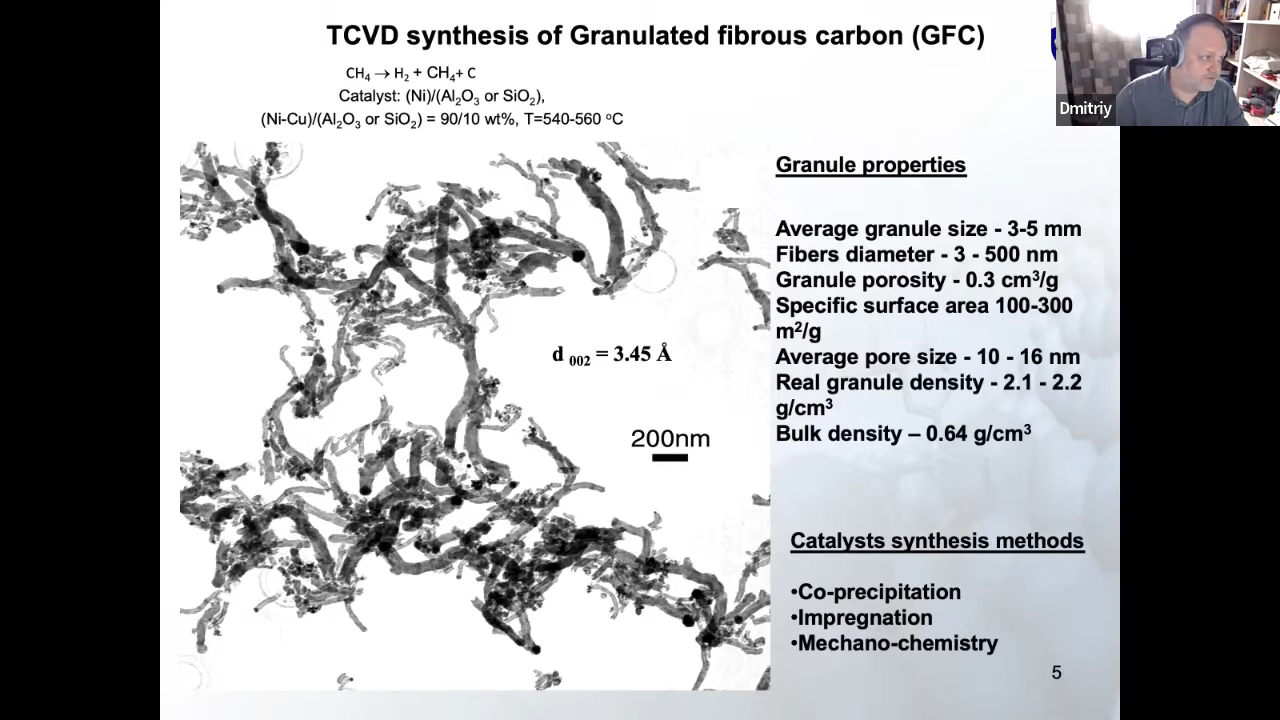 TCVD synthesis of Granulated fibrous carbon (GFC)
CH₄ → H₂ + CH₄+ C
Catalyst: (Ni)/(Al₂O₃ or SiO₂),
(Ni-Cu)/(Al₂O₃ or SiO₂) = 90/10 wt%, T=540-560 ᵒC
Dmitriy
d ₀₀₂ = 3.45 Å
200nm
Granule properties
Average granule size - 3-5 mm
Fibers diameter - 3 - 500 nm
Granule porosity - 0.3 cm³/g
Specific surface area 100-300
m²/g
Average pore size - 10 - 16 nm
Real granule density - 2.1 - 2.2
g/cm³
Bulk density – 0.64 g/cm³
Catalysts synthesis methods
•Co-precipitation
•Impregnation
•Mechano-chemistry
5